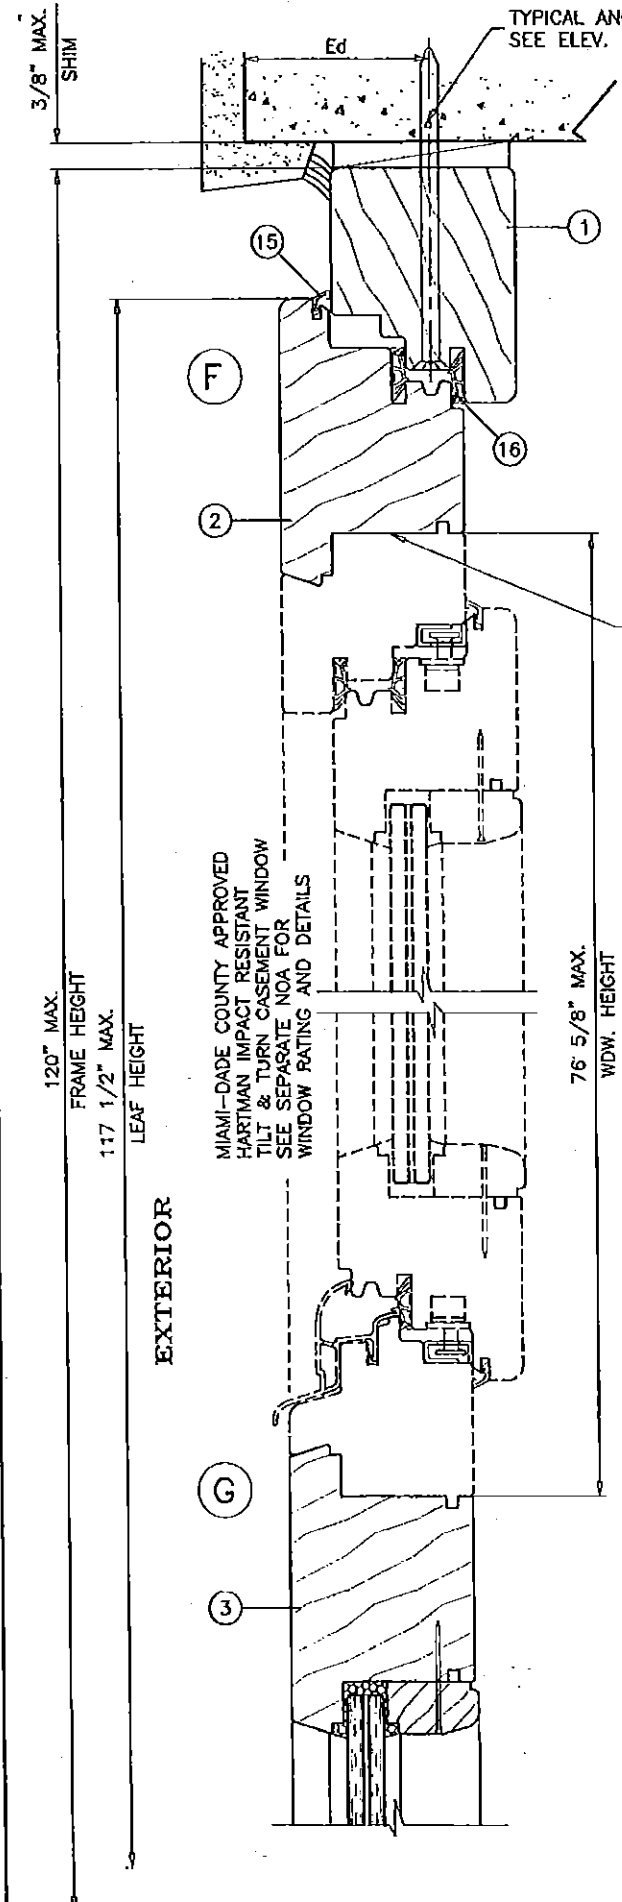 3/8" MAX.
SHIM
Ed
TYPICAL
SEE ELEV.
1
15
F
16
2
MIAMI-DADE COUNTY APPROVED
HARTMAN IMPACT RESISTANT
TILT & TURN CASEMENT WINDOW
SEE SEPARATE NOA FOR
WINDOW RATING AND DETAILS
120" MAX.
FRAME HEIGHT
117 1/2" MAX.
LEAF HEIGHT
76 5/8" MAX.
WDW. HEIGHT
EXTERIOR
G
3